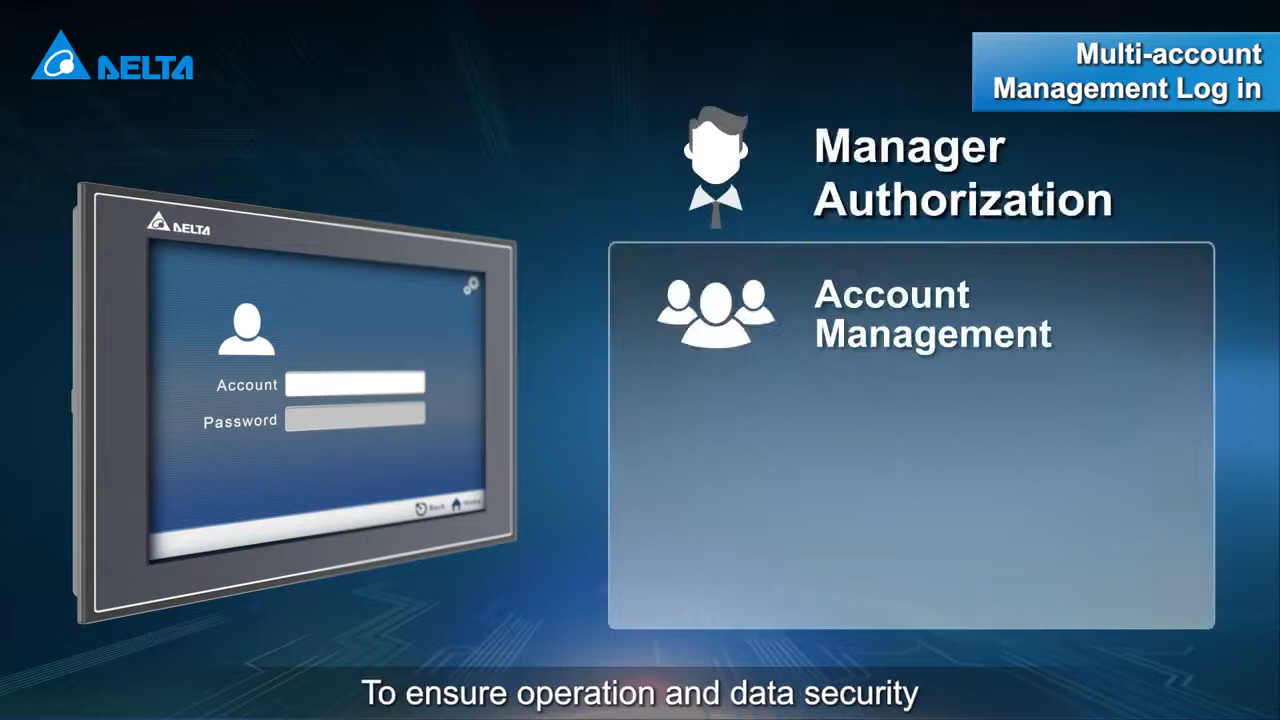 DELTA
Multi-account
Management Log in
Manager
Authorization
DELTA
Account
Management
Account
Password
Back
To ensure operation and data security